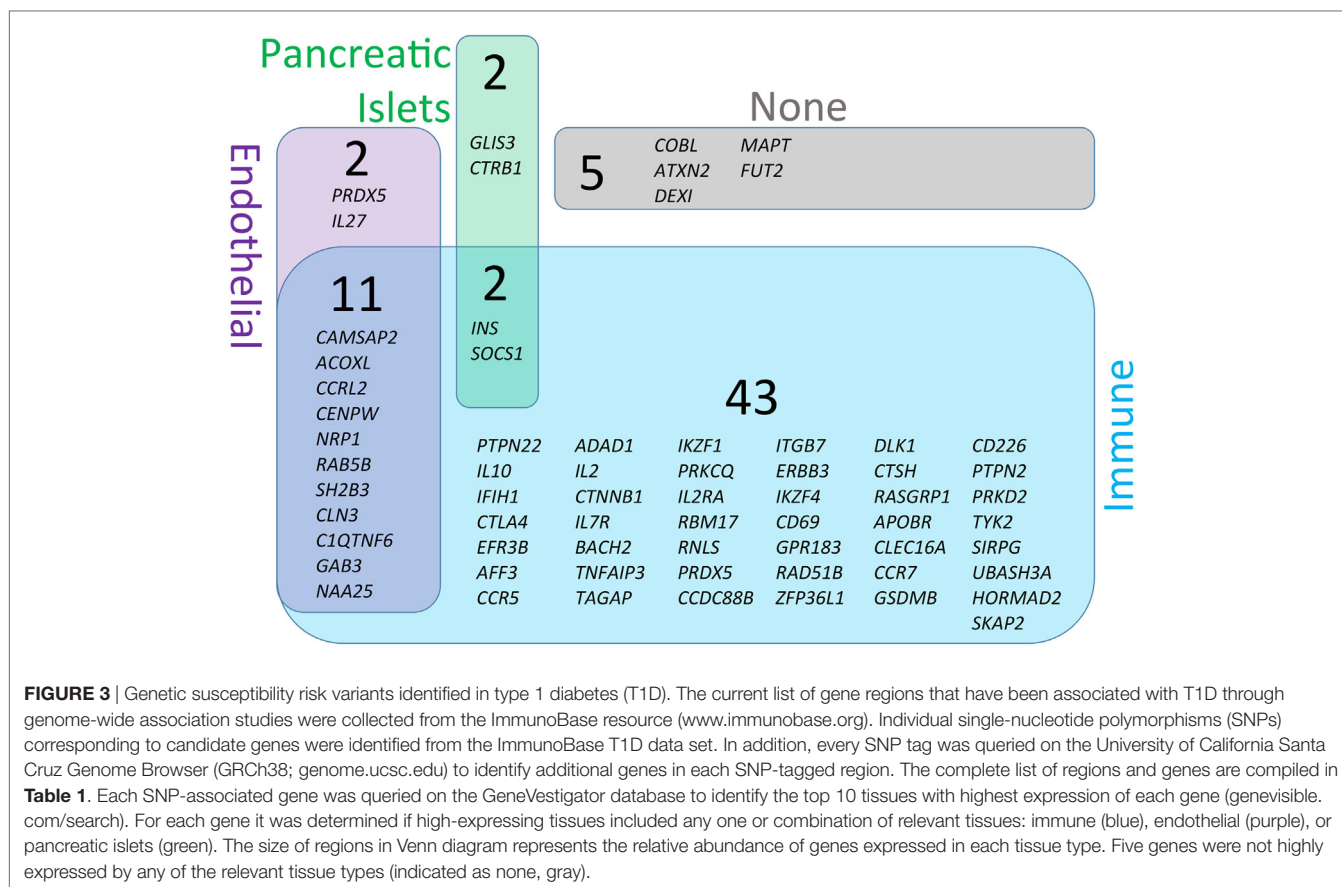 Pancreatic
Islets
2
GLIS3
CTRB1
None
5
COBL MAPT
ATXN2 FUT2
DEXI
Endothelial
2
PRDX5
IL27
11
CAMSAP2
ACOXL
CCRL2
CENPW
NRP1
RAB5B
SH2B3
CLN3
C1QTNF6
GAB3
NAA25
2
INS
SOCS1
43
PTPN22 ADAD1 IKZF1 ITGB7 DLK1 CD226
IL10 IL2 PRKCQ ERBB3 CTSH PTPN2
IFIH1 CTNNB1 IL2RA IKZF4 RASGRP1 PRKD2
CTLA4 IL7R RBM17 CD69 APOBR TYK2
EFR3B BACH2 RNLS GPR183 CLEC16A SIRPG
AFF3 TNFAIP3 PRDX5 RAD51B CCR7 UBASH3A
CCR5 TAGAP CCDC88B ZFP36L1 GSDMB HORMAD2
SKAP2
Immune
FIGURE 3 | Genetic susceptibility risk variants identified in type 1 diabetes (T1D). The current list of gene regions that have been associated with T1D through
genome-wide association studies were collected from the ImmunoBase resource (www.immunobase.org). Individual single-nucleotide polymorphisms (SNPs)
corresponding to candidate genes were identified from the ImmunoBase T1D data set. In addition, every SNP tag was queried on the University of California Santa
Cruz Genome Browser (GRCh38; genome.ucsc.edu) to identify additional genes in each SNP-tagged region. The complete list of regions and genes are compiled in
Table 1. Each SNP-associated gene was queried on the GeneVestigator database to identify the top 10 tissues with highest expression of each gene (genevisible.
com/search). For each gene it was determined if high-expressing tissues included any one or combination of relevant tissues: immune (blue), endothelial (purple), or
pancreatic islets (green). The size of regions in Venn diagram represents the relative abundance of genes expressed in each tissue type. Five genes were not highly
expressed by any of the relevant tissue types (indicated as none, gray).